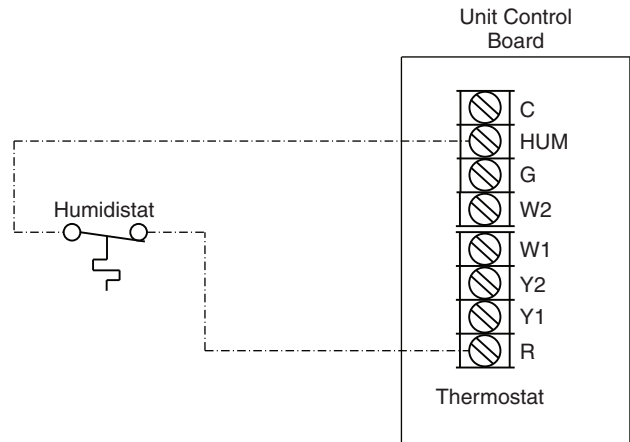 Unit Control
Board
C
HUM
G
Humidistat
W2
W1
Y2
Y1
R
Thermostat